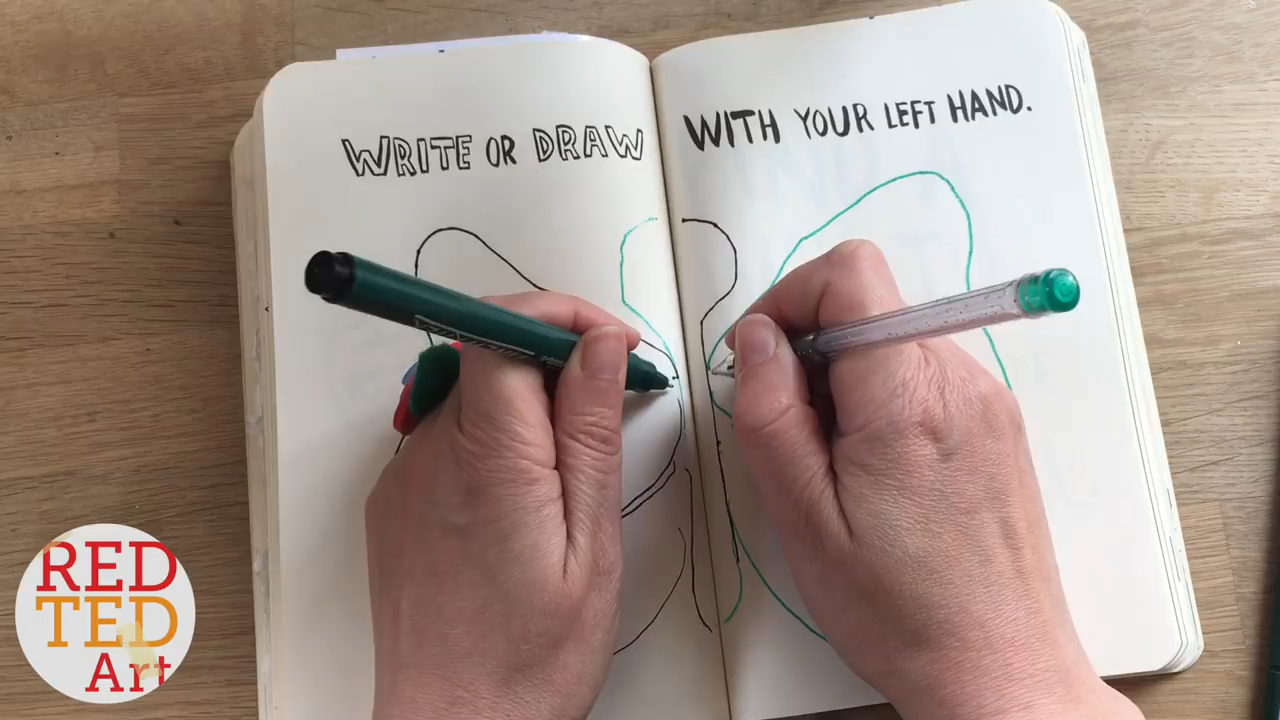 WRITE OR DRAW
WITH YOUR LEFT HAND.
RED
TED
Art